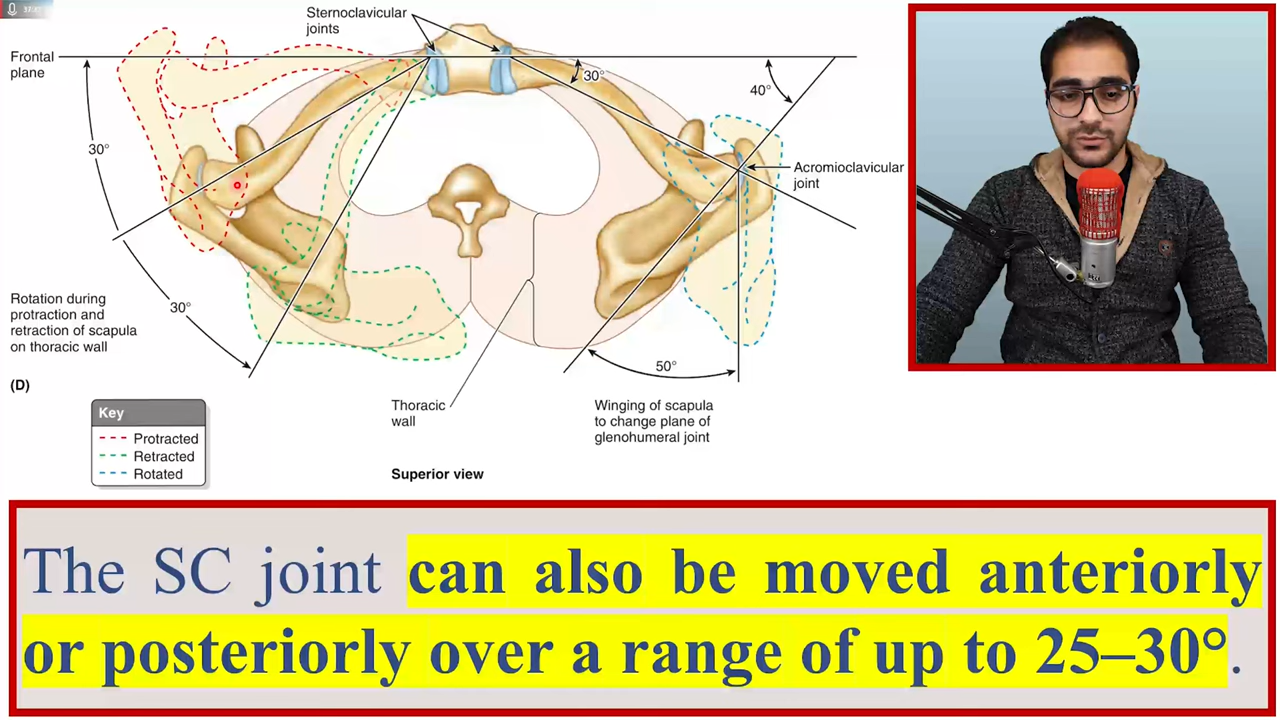 Sternoclavicular
joints
Frontal
plane
30°
40°
30°
Acromioclavicular
joint
Rotation during
protraction and
retraction of scapula
on thoracic wall
30°
50°
(D)
Thoracic
wall
Winging of scapula
to change plane of
glenohumeral joint
Key
Protracted
Retracted
Rotated
Superior view
The SC joint can also be moved anteriorly
or posteriorly over a range of up to 25–30°.